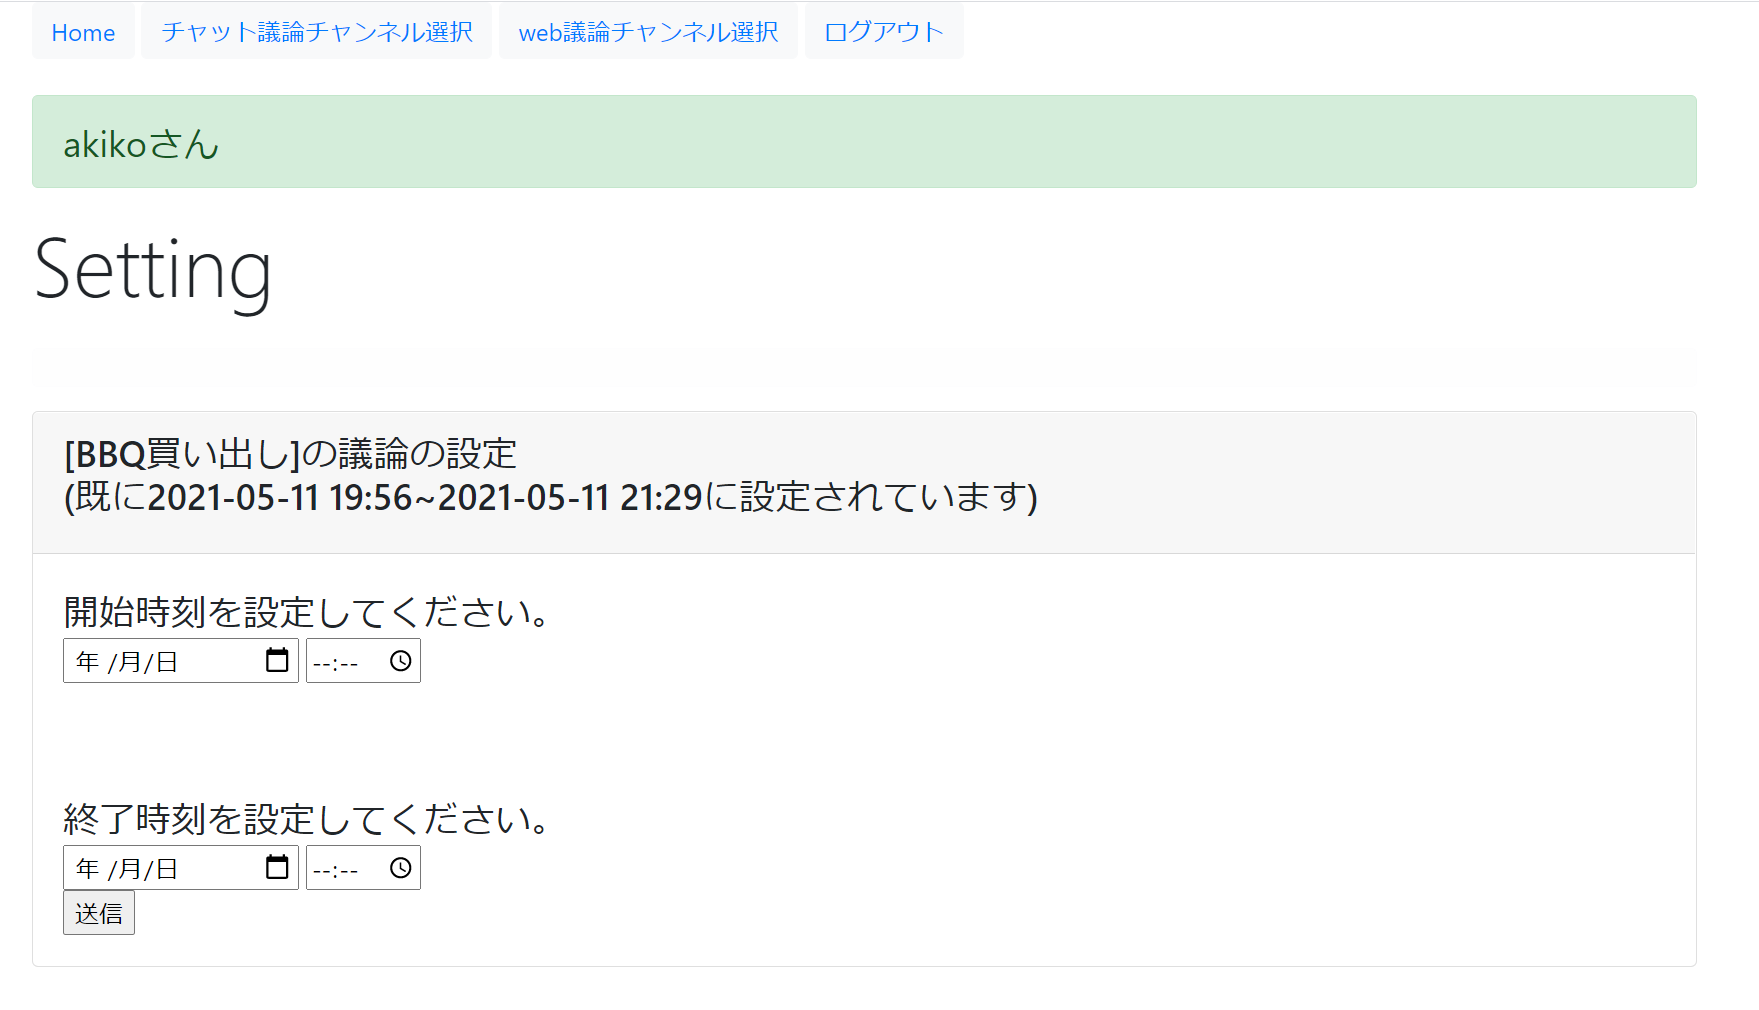 Home チャット議論チャンネル選択 web議論チャンネル選択 ログアウト
akikoさん
Setting
[BBQ買い出し]の議論の設定
(既に2021-05-11 19:56~2021-05-11 21:29に設定されています)
開始時刻を設定してください。
年 /月/日 --:--
終了時刻を設定してください。
年 /月/日 --:--
送信